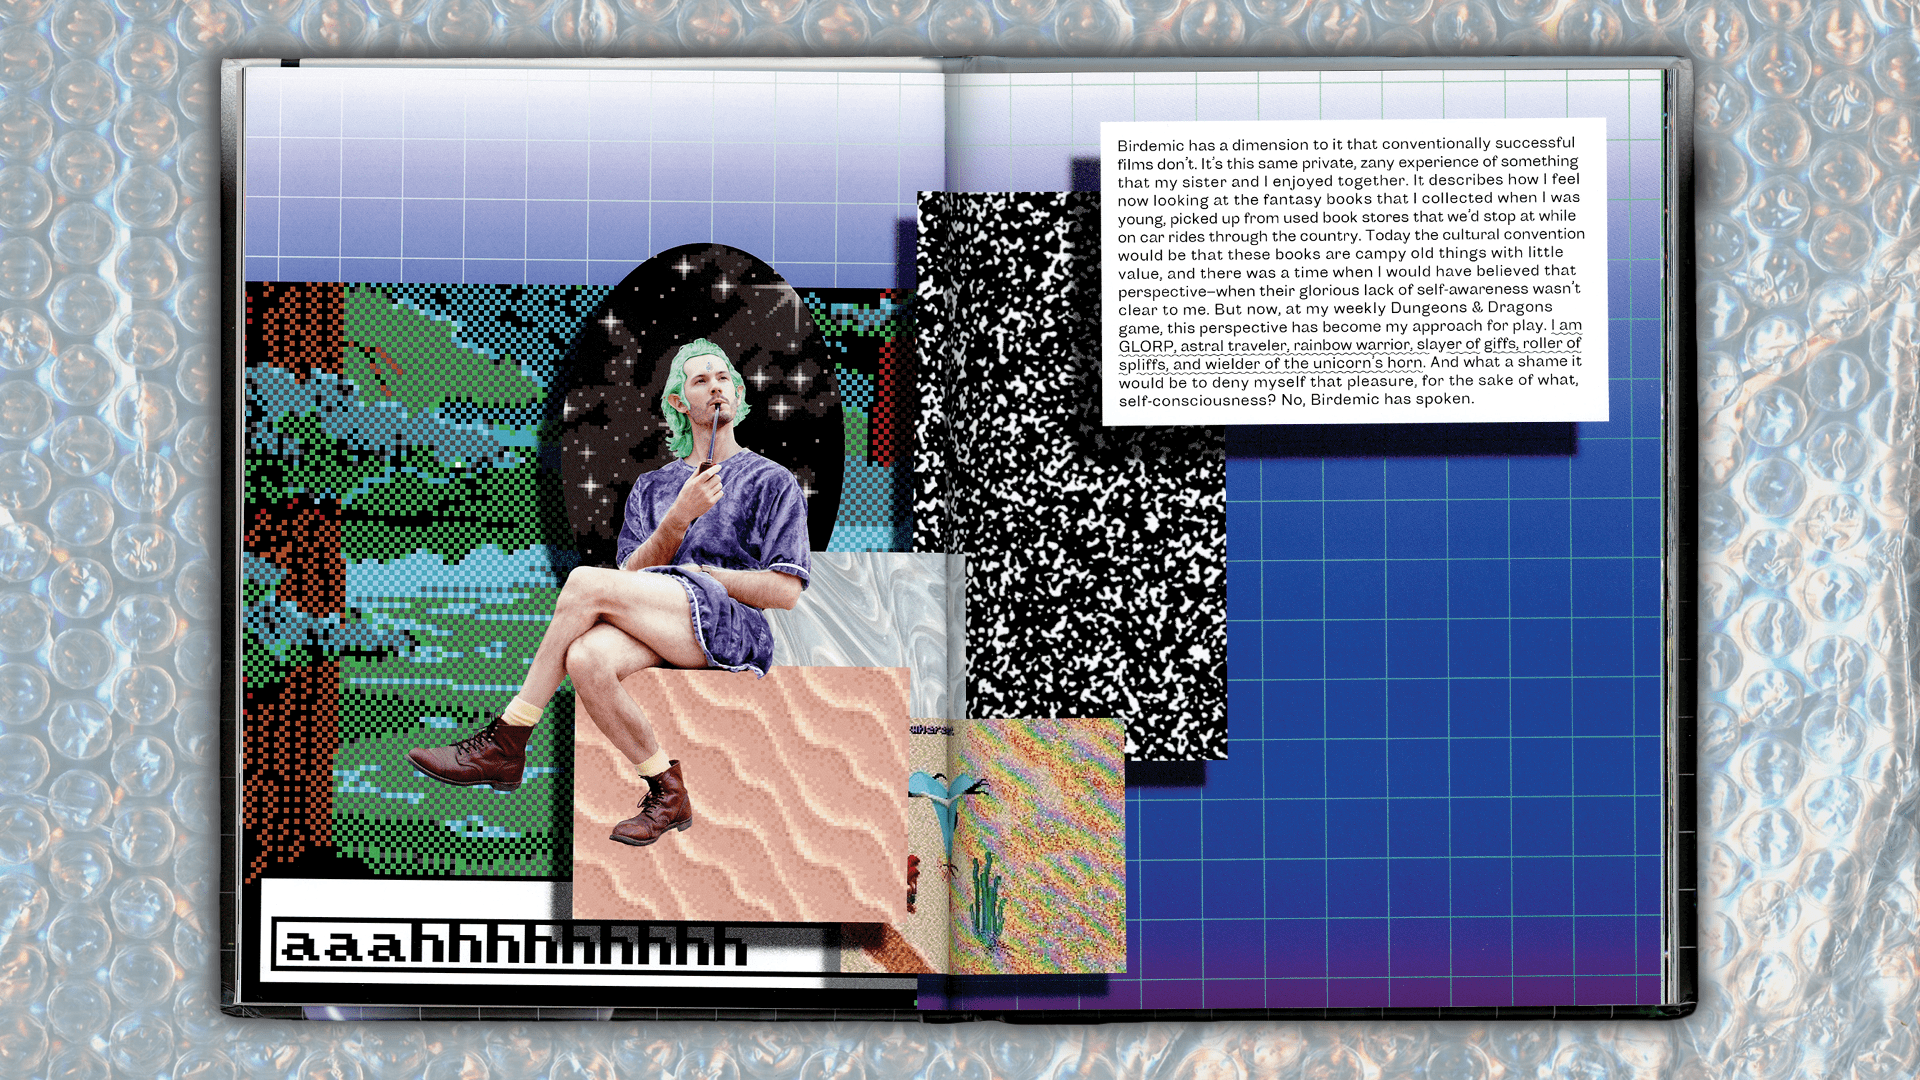 Birdemic has a dimension to it that conventionally successful
films don't. It's this same private, zany experience of something
that my sister and I enjoyed together. It describes how I feel
now looking at the fantasy books that I collected when I was
young, picked up from used book stores that we'd stop at while
on car rides through the country. Today the cultural convention
would be that these books are campy old things with little
value, and there was a time when I would have believed that
perspective—when their glorious lack of self-awareness wasn't
clear to me. But now, at my weekly Dungeons & Dragons
game, this perspective has become my approach for play. I am
GLORP, astral traveler, rainbow warrior, slayer of giffs, roller of
spliffs, and wielder of the unicorn's horn. And what a shame it
would be to deny myself that pleasure, for the sake of what,
self-consciousness? No, Birdemic has spoken.
aaahhhhhhhhhh